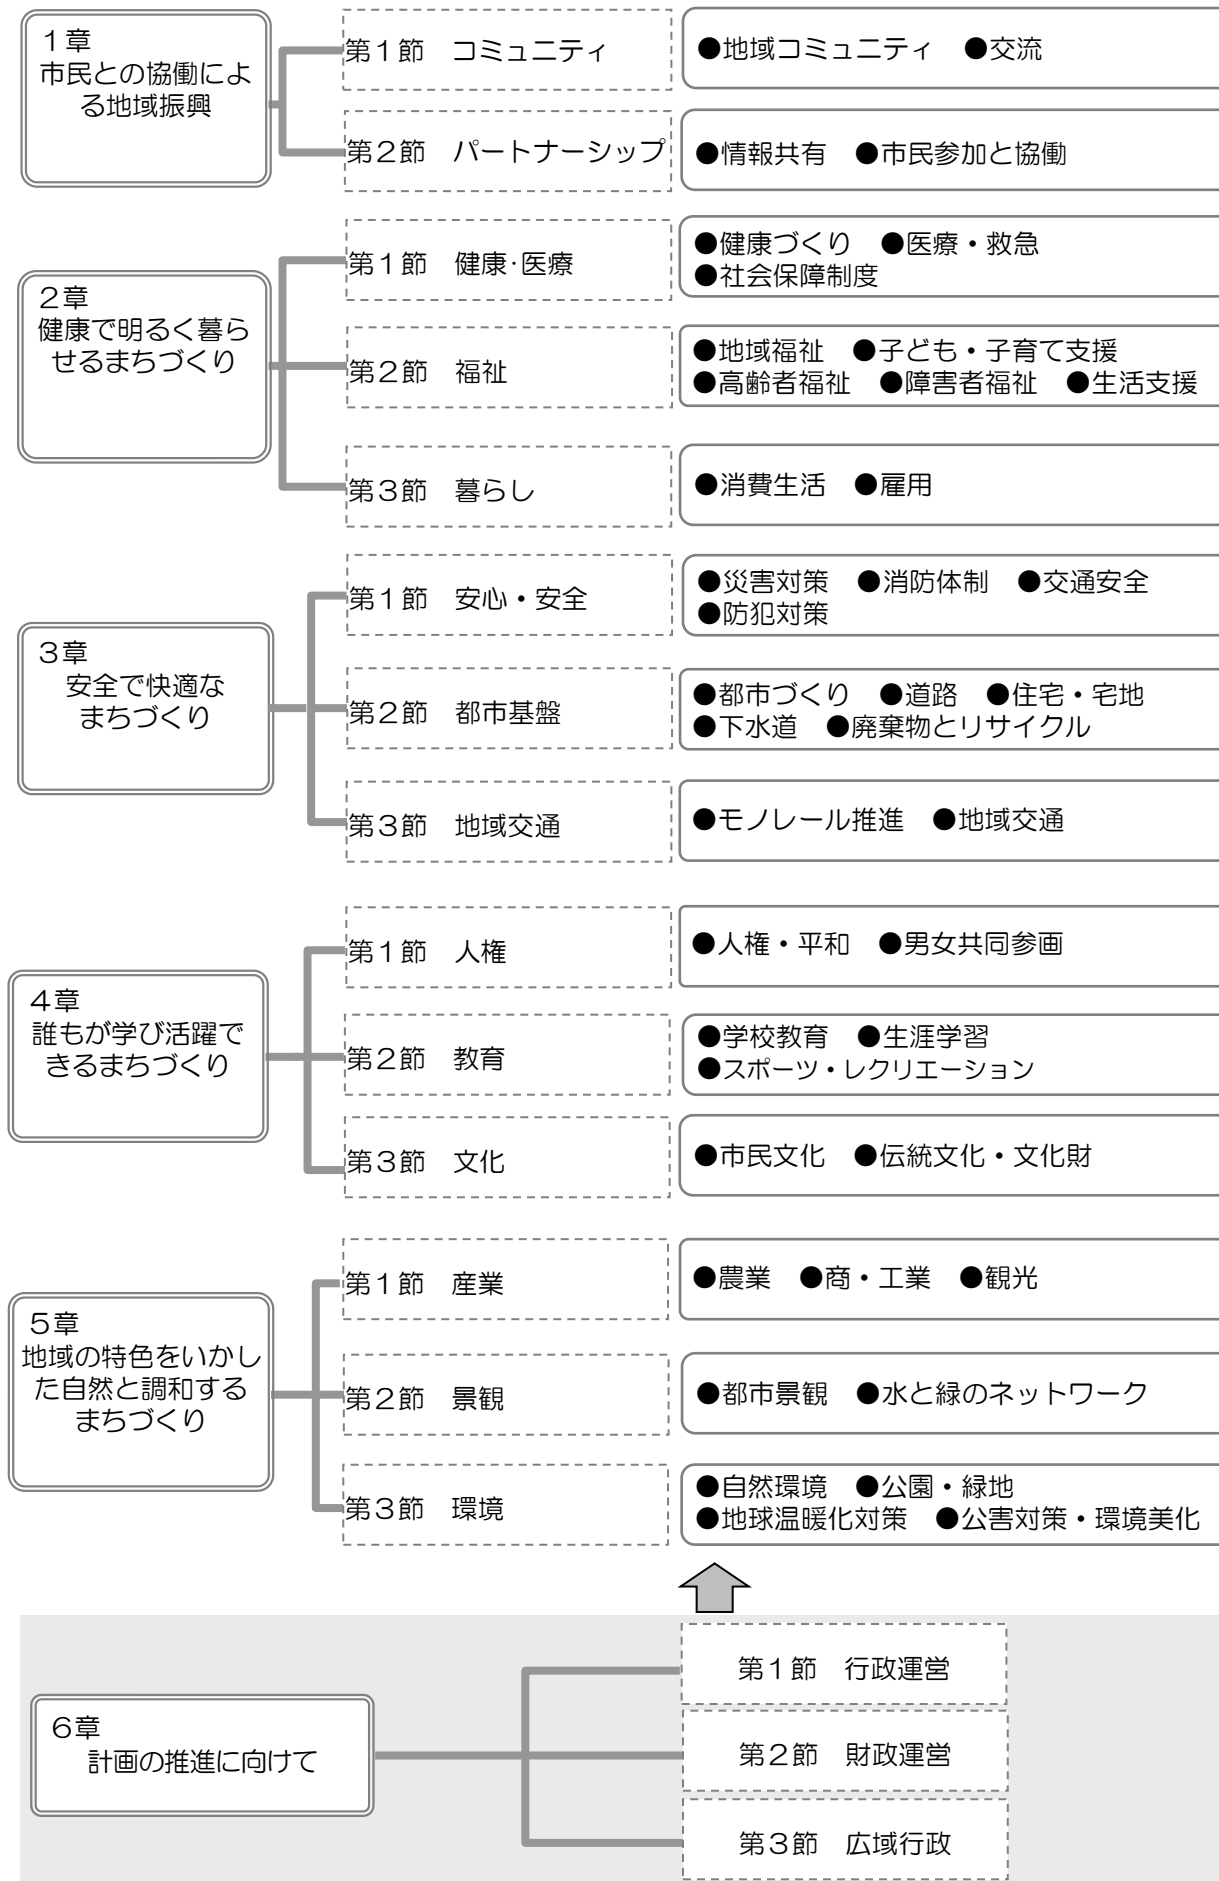 1章
市民との協働によ
る地域振興
第1節　コミュニティ
●地域コミュニティ　●交流
第2節　パートナーシップ
●情報共有　●市民参加と協働
2章
健康で明るく暮ら
せるまちづくり
第1節　健康･医療
●健康づくり　●医療・救急
●社会保障制度
第2節　福祉
●地域福祉　●子ども・子育て支援
●高齢者福祉　●障害者福祉　●生活支援
第3節　暮らし
●消費生活　●雇用
3章
安全で快適な
まちづくり
第1節　安心・安全
●災害対策　●消防体制　●交通安全
●防犯対策
第2節　都市基盤
●都市づくり　●道路　●住宅・宅地
●下水道　●廃棄物とリサイクル
第3節　地域交通
●モノレール推進　●地域交通
4章
誰もが学び活躍で
きるまちづくり
第1節　人権
●人権・平和　●男女共同参画
第2節　教育
●学校教育　●生涯学習
●スポーツ・レクリエーション
第3節　文化
●市民文化　●伝統文化・文化財
5章
地域の特色をいかし
た自然と調和する
まちづくり
第1節　産業
●農業　●商・工業　●観光
第2節　景観
●都市景観　●水と緑のネットワーク
第3節　環境
●自然環境　●公園・緑地
●地球温暖化対策　●公害対策・環境美化
6章
計画の推進に向けて
第1節　行政運営
第2節　財政運営
第3節　広域行政